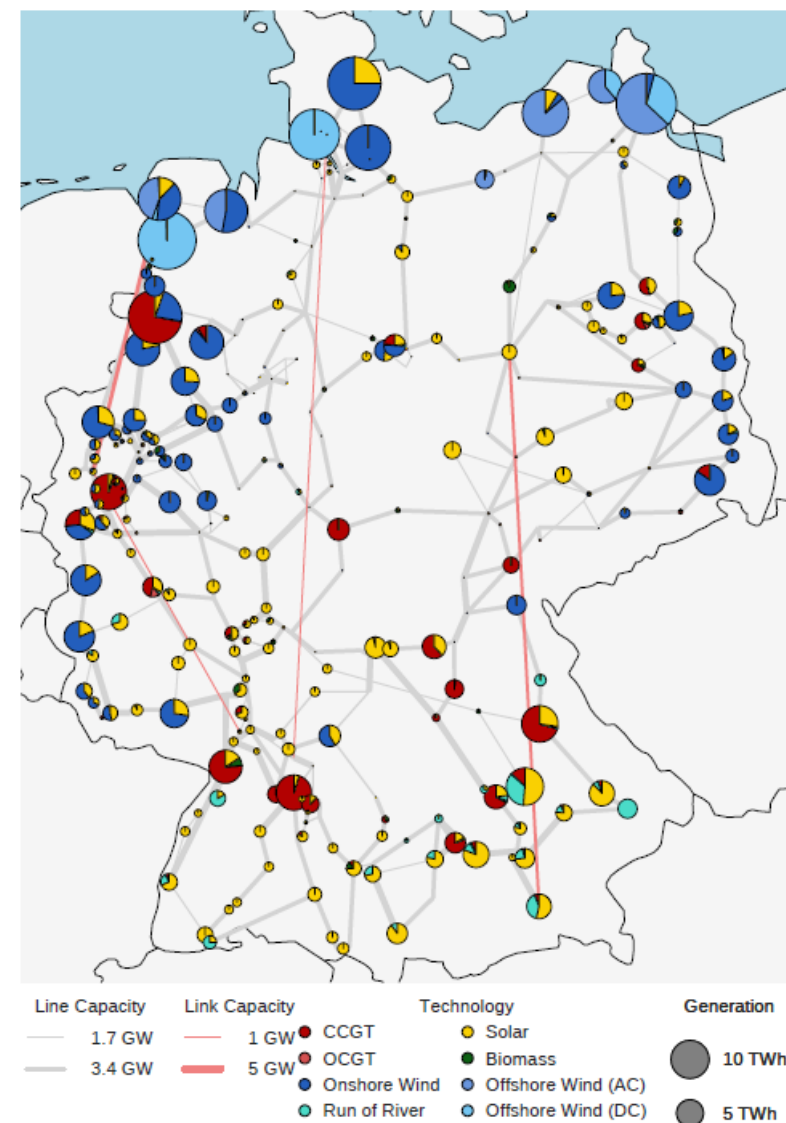 Line Capacity Link Capacity Technology Generation
1.7 GW 1 GW CCGT Solar 10 TWh
OCGT Biomass
3.4 GW 5 GW Onshore Wind Offshore Wind (AC)
Run of River Offshore Wind (DC) 5 TWh